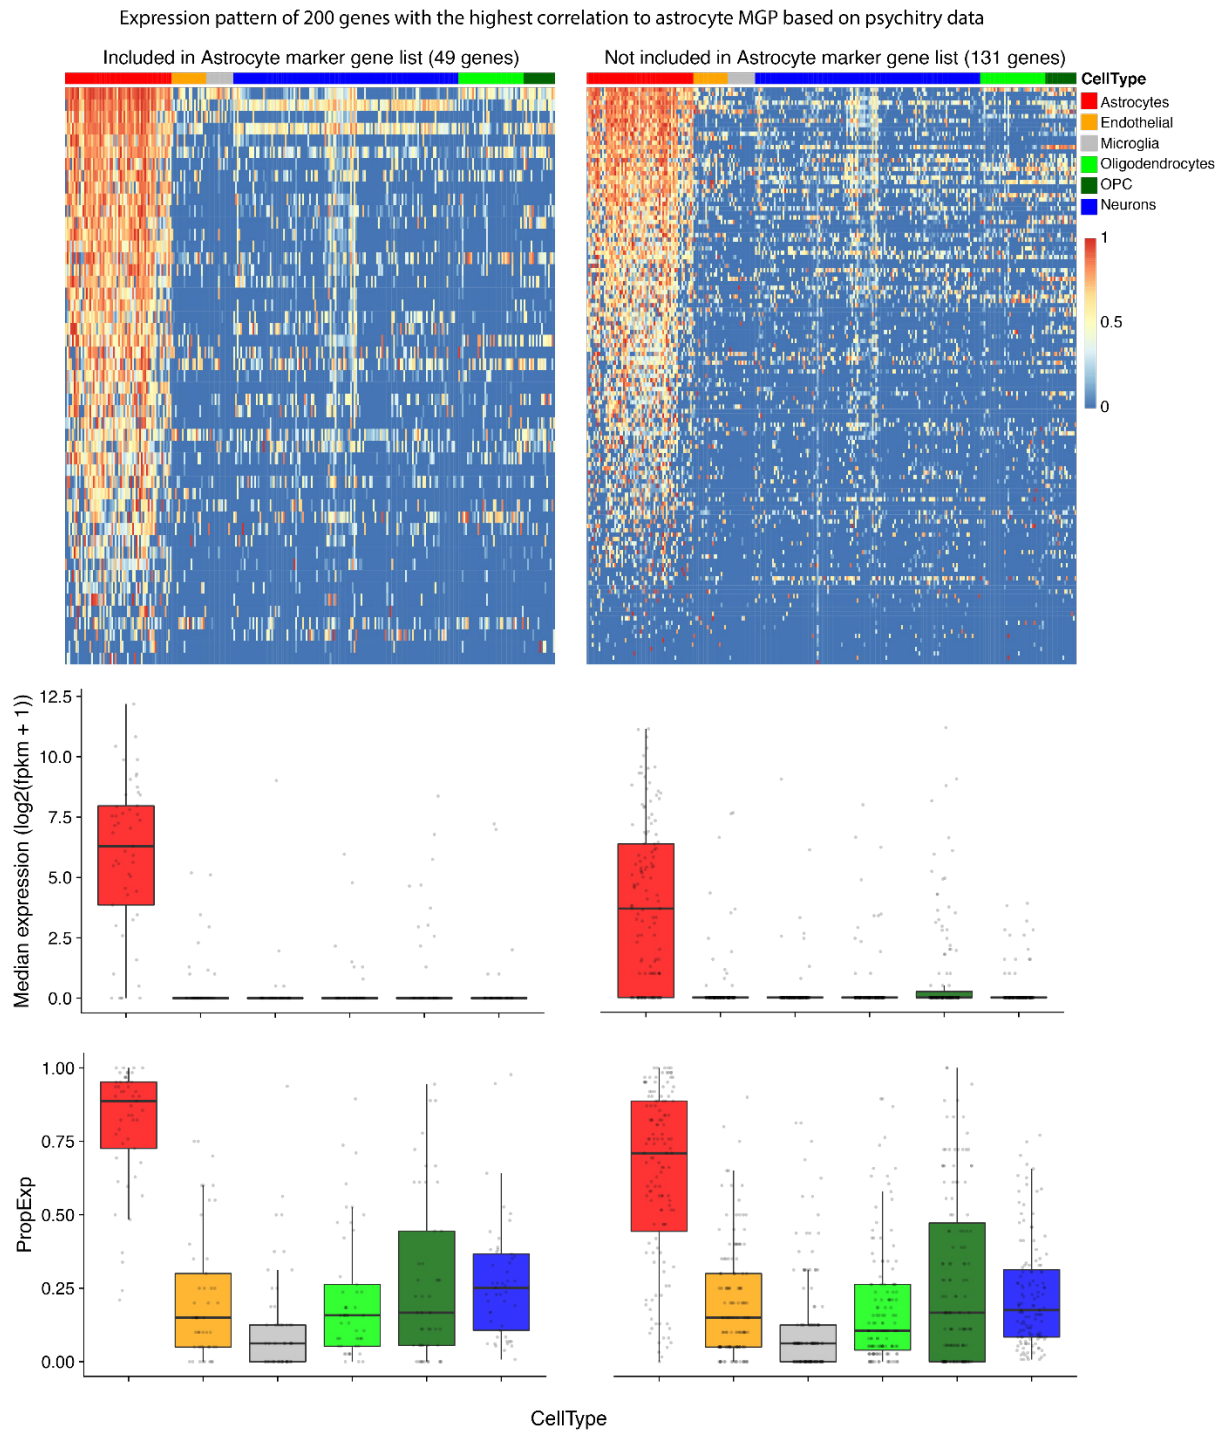 Expression pattern of 200 genes with the highest correlation to astrocyte MGP based on psychitry data
Included in Astrocyte marker gene list (49 genes)
Not included in Astrocyte marker gene list (131 genes)
CellType
Astrocytes
Endothelial
Microglia
Oligodendrocytes
OPC
Neurons
1
0.5
0
Median expression (log2(fpkm + 1))
12.5
10.0
7.5
5.0
2.5
0.0
PropExp
1.00
0.75
0.50
0.25
0.00
CellType